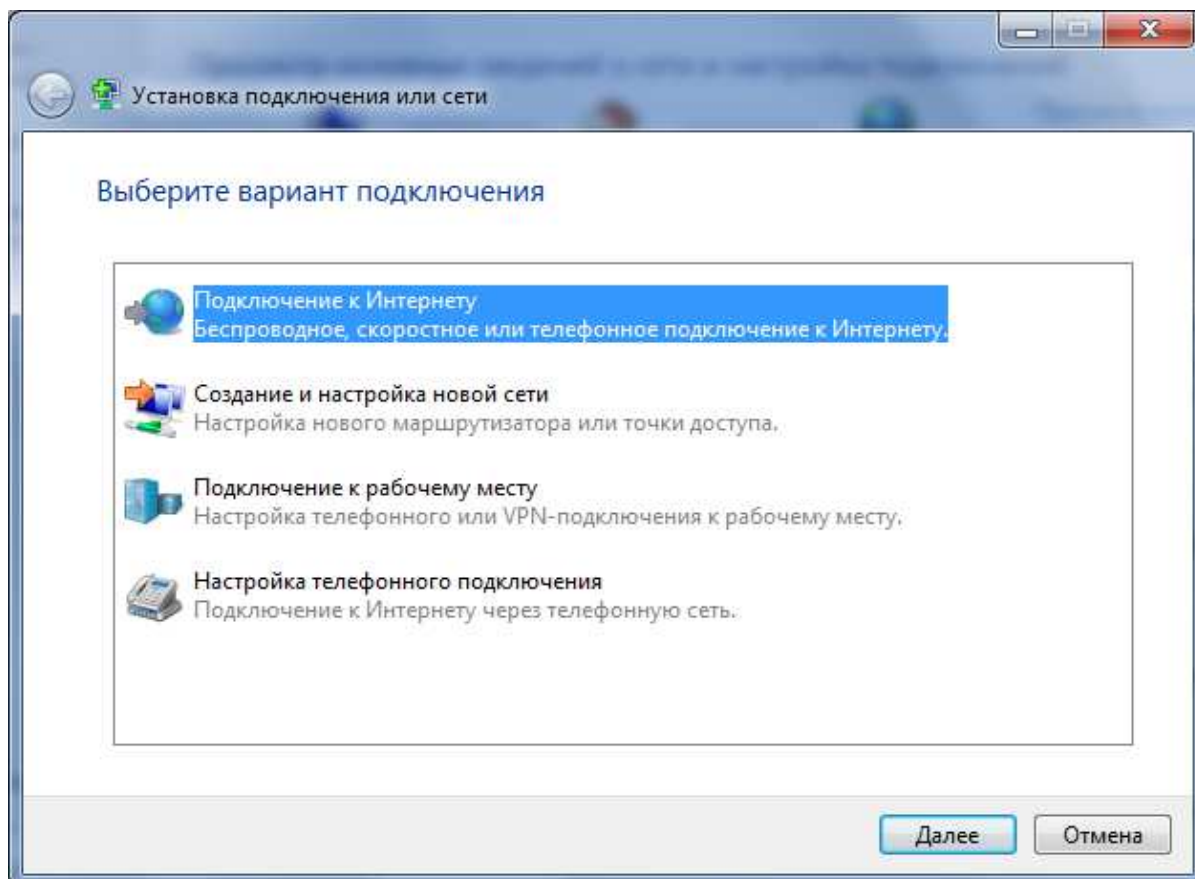 Установка подключения или сети
Выберите вариант подключения
Подключение к Интернету
Беспроводное, скоростное или телефонное подключение к Интернету.
Создание и настройка новой сети
Настройка нового маршрутизатора или точки доступа.
Подключение к рабочему месту
Настройка телефонного или VPN-подключения к рабочему месту.
Настройка телефонного подключения
Подключение к Интернету через телефонную сеть.
Далее
Отмена